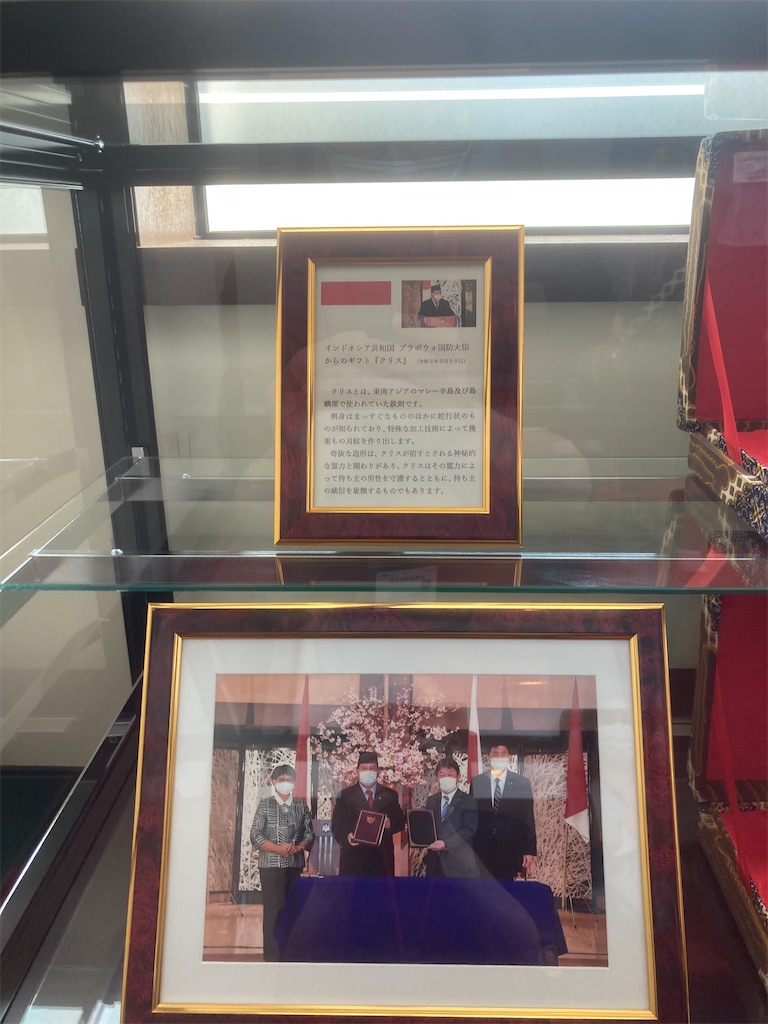 インドネシア共和国 プラボウォ国防大臣
からのギフト『クリス』 (令和3年3月30日)
クリスとは、東南アジアのマレー半島及び島
嶼部で使われていた鉄剣です。
剣身はまっすぐなもののほかに蛇行状のも
のが知られており、特殊な加工技術によって幾
重もの刃紋を作り出します。
奇抜な造形は、クリスが宿すとされる神秘的
な霊力と関わりがあり、クリスはその霊力によ
って持ち主の男性を守護するとともに、持ち主
の威信を象徴するものでもあります。